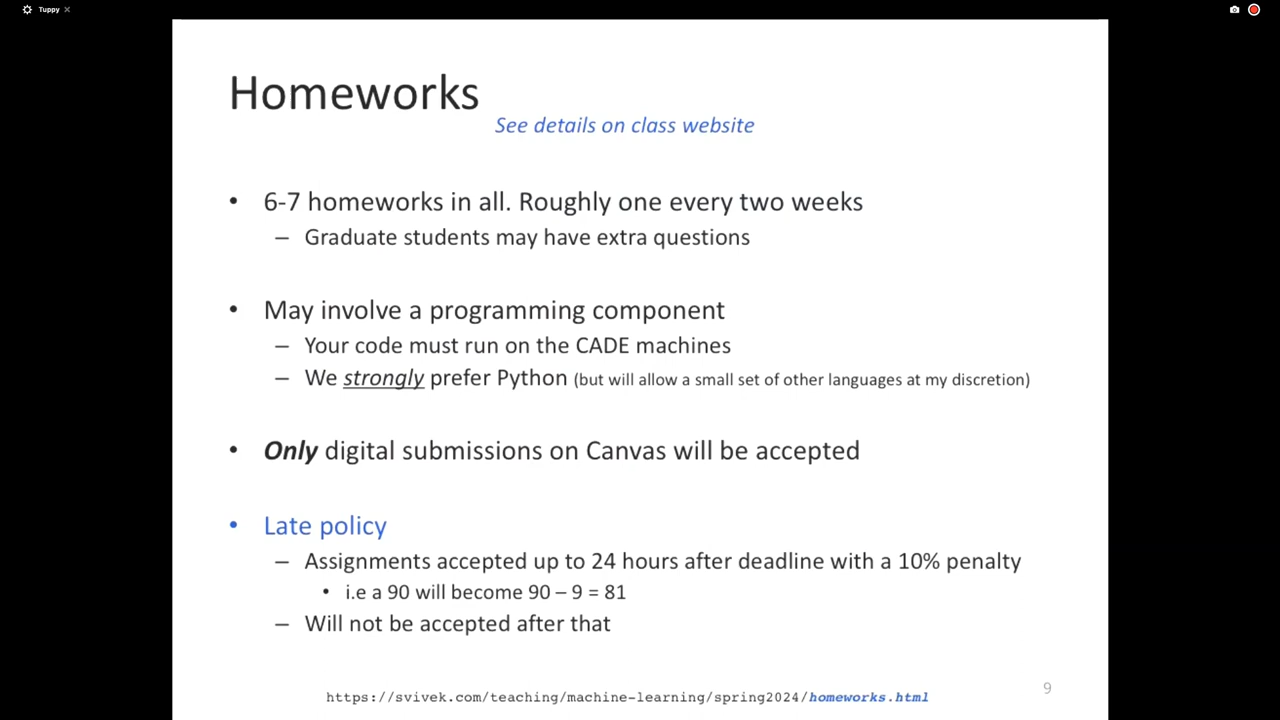 Tuppy
Homeworks
See details on class website
• 6-7 homeworks in all. Roughly one every two weeks
– Graduate students may have extra questions
• May involve a programming component
– Your code must run on the CADE machines
– We strongly prefer Python (but will allow a small set of other languages at my discretion)
• Only digital submissions on Canvas will be accepted
• Late policy
– Assignments accepted up to 24 hours after deadline with a 10% penalty
• i.e a 90 will become 90 – 9 = 81
– Will not be accepted after that
https://svivek.com/teaching/machine-learning/spring2024/homeworks.html
9